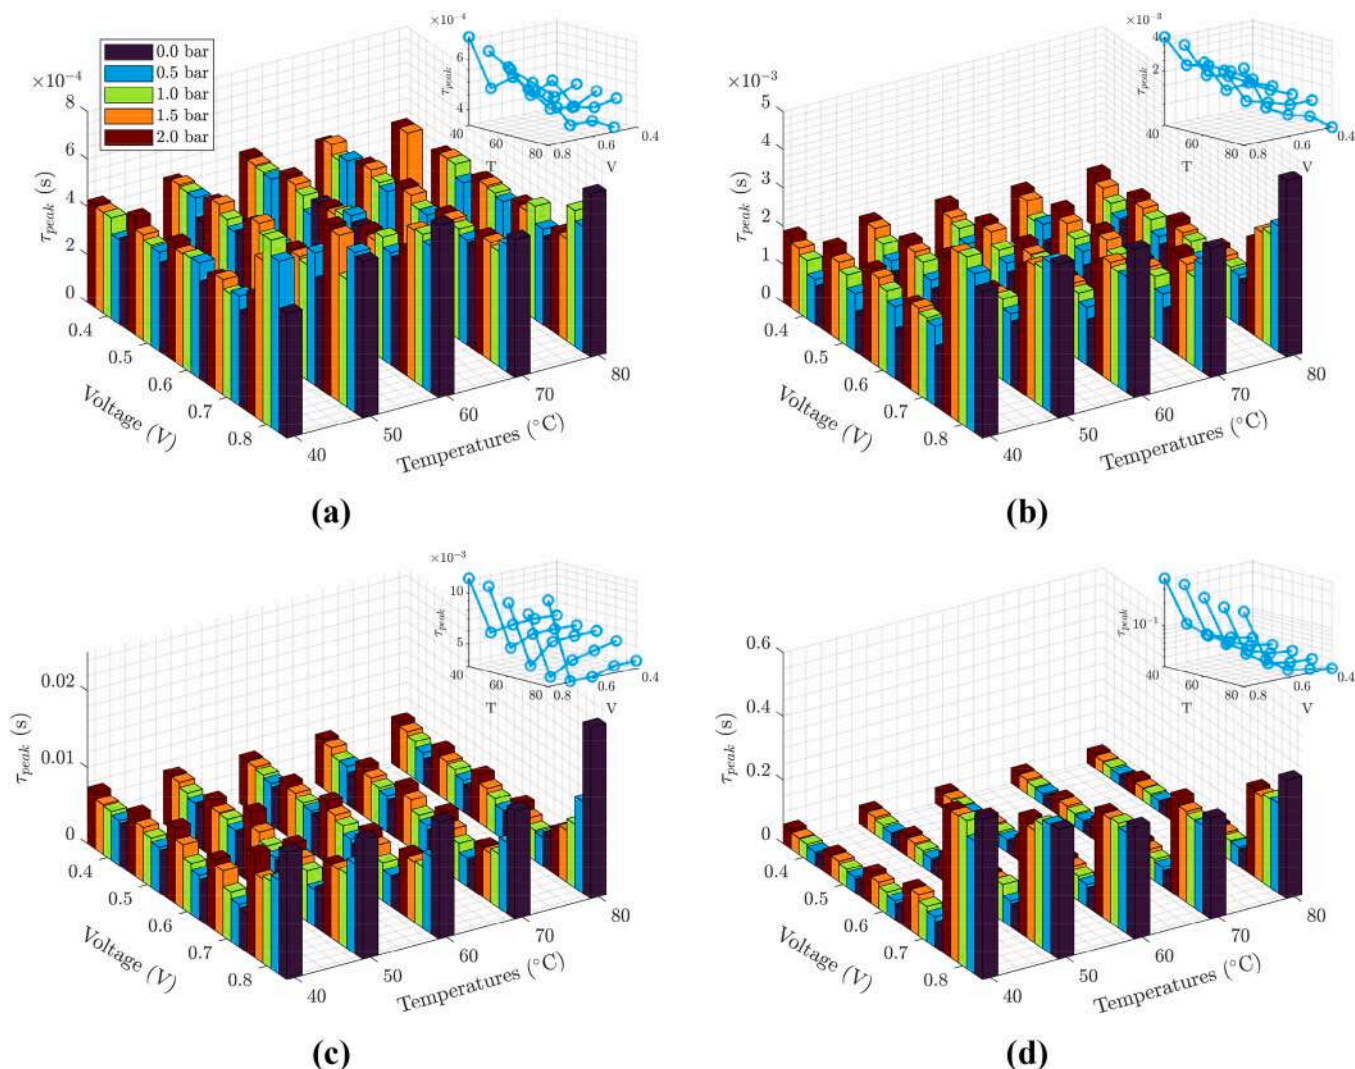 ×10⁻⁴
8
6
4
2
0
τpeak (s)
0.0 bar
0.5 bar
1.0 bar
1.5 bar
2.0 bar
0.4
0.5
0.6
0.7
0.8
Voltage (V)
40
50
60
70
80
Temperatures (°C)
×10⁻⁴
6
4
τpeak
40
60
80
T
0.8
0.6
0.4
V
(a)
×10⁻³
5
4
3
2
1
0
τpeak (s)
0.4
0.5
0.6
0.7
0.8
Voltage (V)
40
50
60
70
80
Temperatures (°C)
×10⁻³
4
2
τpeak
40
60
80
T
0.8
0.6
0.4
V
(b)
0.02
0.01
0
τpeak (s)
0.4
0.5
0.6
0.7
0.8
Voltage (V)
40
50
60
70
80
Temperatures (°C)
×10⁻³
10
5
τpeak
40
60
80
T
0.8
0.6
0.4
V
(c)
0.6
0.4
0.2
0
τpeak (s)
0.4
0.5
0.6
0.7
0.8
Voltage (V)
40
50
60
70
80
Temperatures (°C)
10⁻¹
τpeak
40
60
80
T
0.8
0.6
0.4
V
(d)